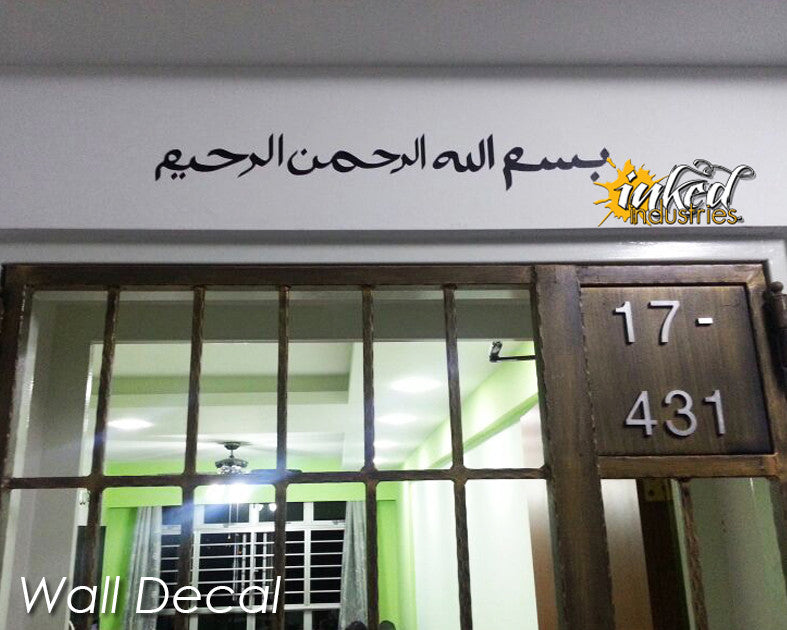 بسم الله الرحمن الرحيم
inked
industries
17-
431
Wall Decal